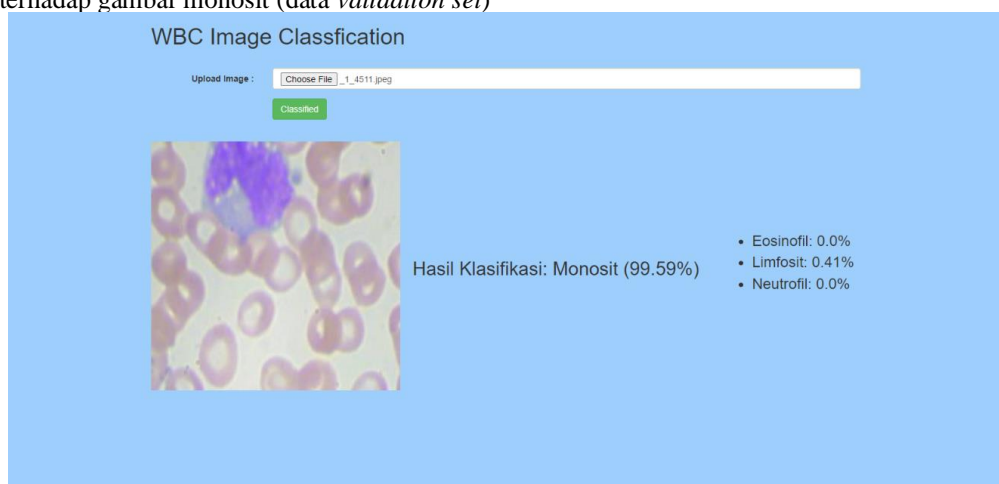 terhadap gambar monosit (data validation set)
WBC Image Classfication
Upload Image :
Choose File _1_4511.jpeg
Classified
Hasil Klasifikasi: Monosit (99.59%)
• Eosinofil: 0.0%
• Limfosit: 0.41%
• Neutrofil: 0.0%